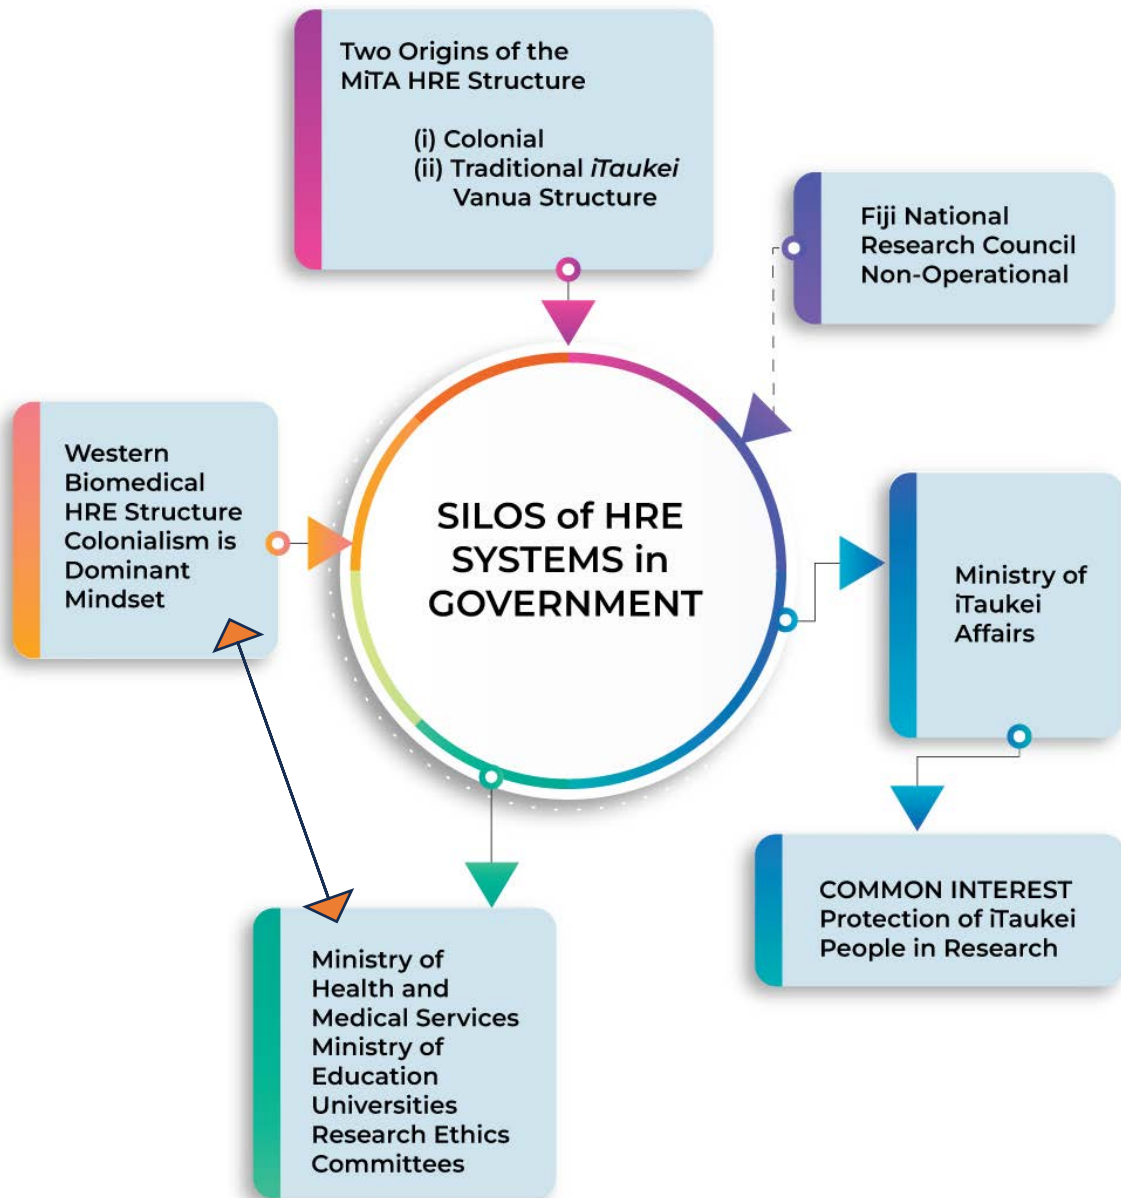 Two Origins of the
MiTA HRE Structure
(i) Colonial
(ii) Traditional iTaukei
Vanua Structure
Fiji National
Research Council
Non-Operational
Western
Biomedical
HRE Structure
Colonialism is
Dominant
Mindset
SILOS of HRE
SYSTEMS in
GOVERNMENT
Ministry of
iTaukei
Affairs
COMMON INTEREST
Protection of iTaukei
People in Research
Ministry of
Health and
Medical Services
Ministry of
Education
Universities
Research Ethics
Committees